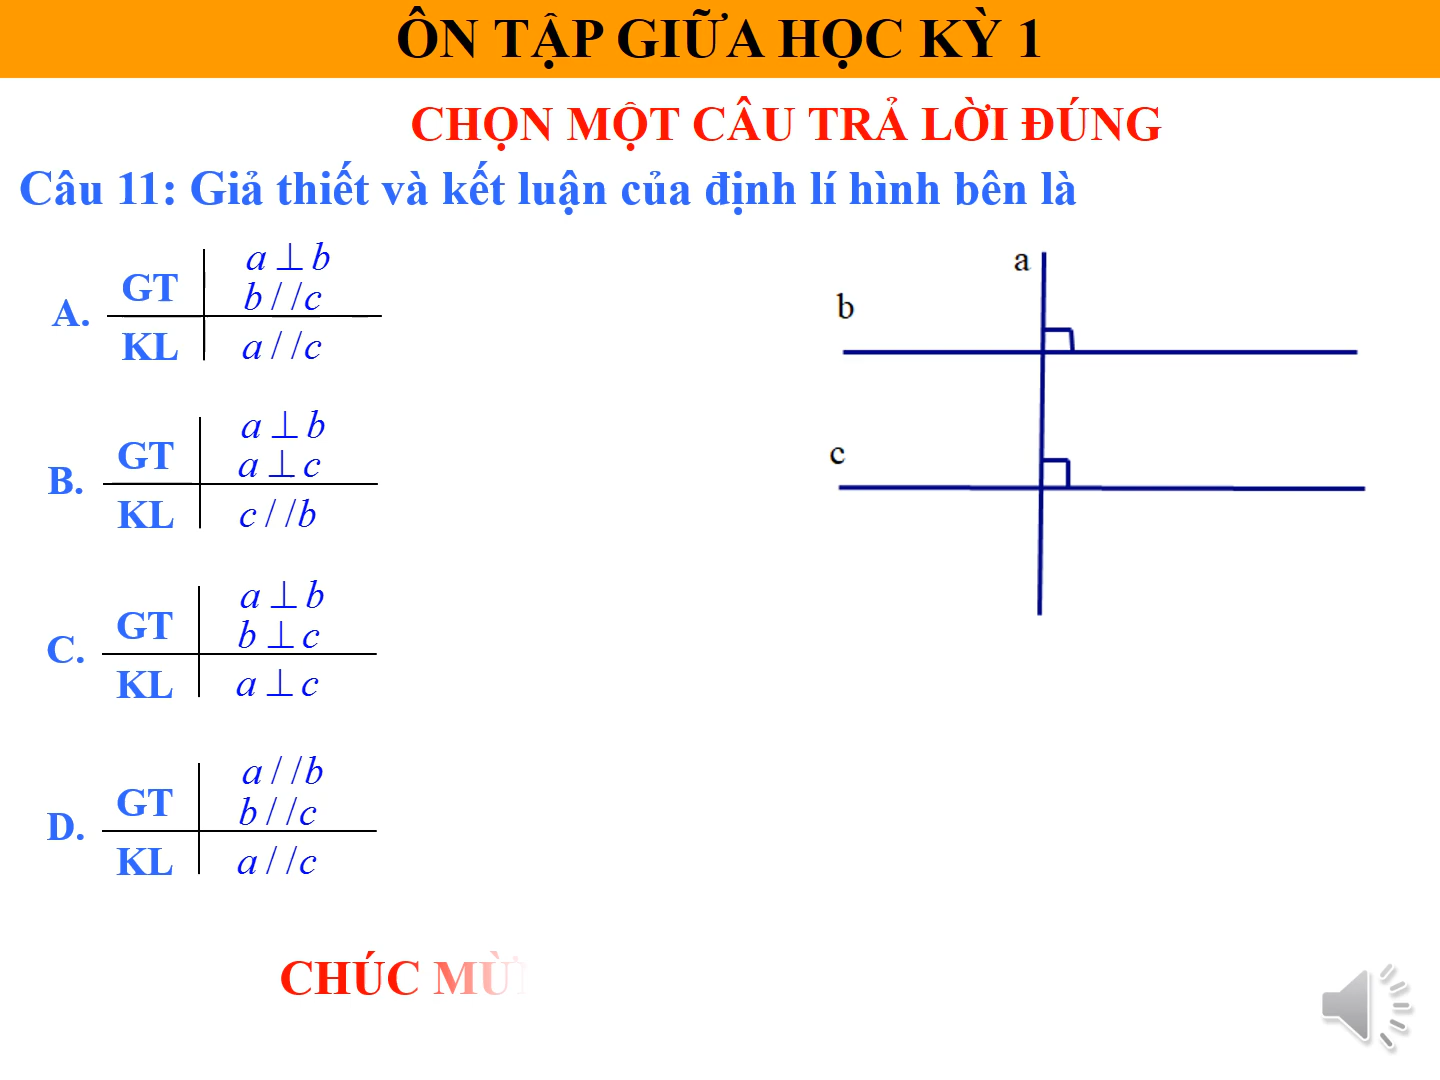 ÔN TẬP GIỮA HỌC KỲ 1
CHỌN MỘT CÂU TRẢ LỜI ĐÚNG
Câu 11: Giả thiết và kết luận của định lí hình bên là
A.
GT
a ⊥ b
b / /c
KL
a / /c
B.
GT
a ⊥ b
a ⊥ c
KL
c / /b
C.
GT
a ⊥ b
b ⊥ c
KL
a ⊥ c
D.
GT
a / /b
b / /c
KL
a / /c
a
b
c
CHÚC